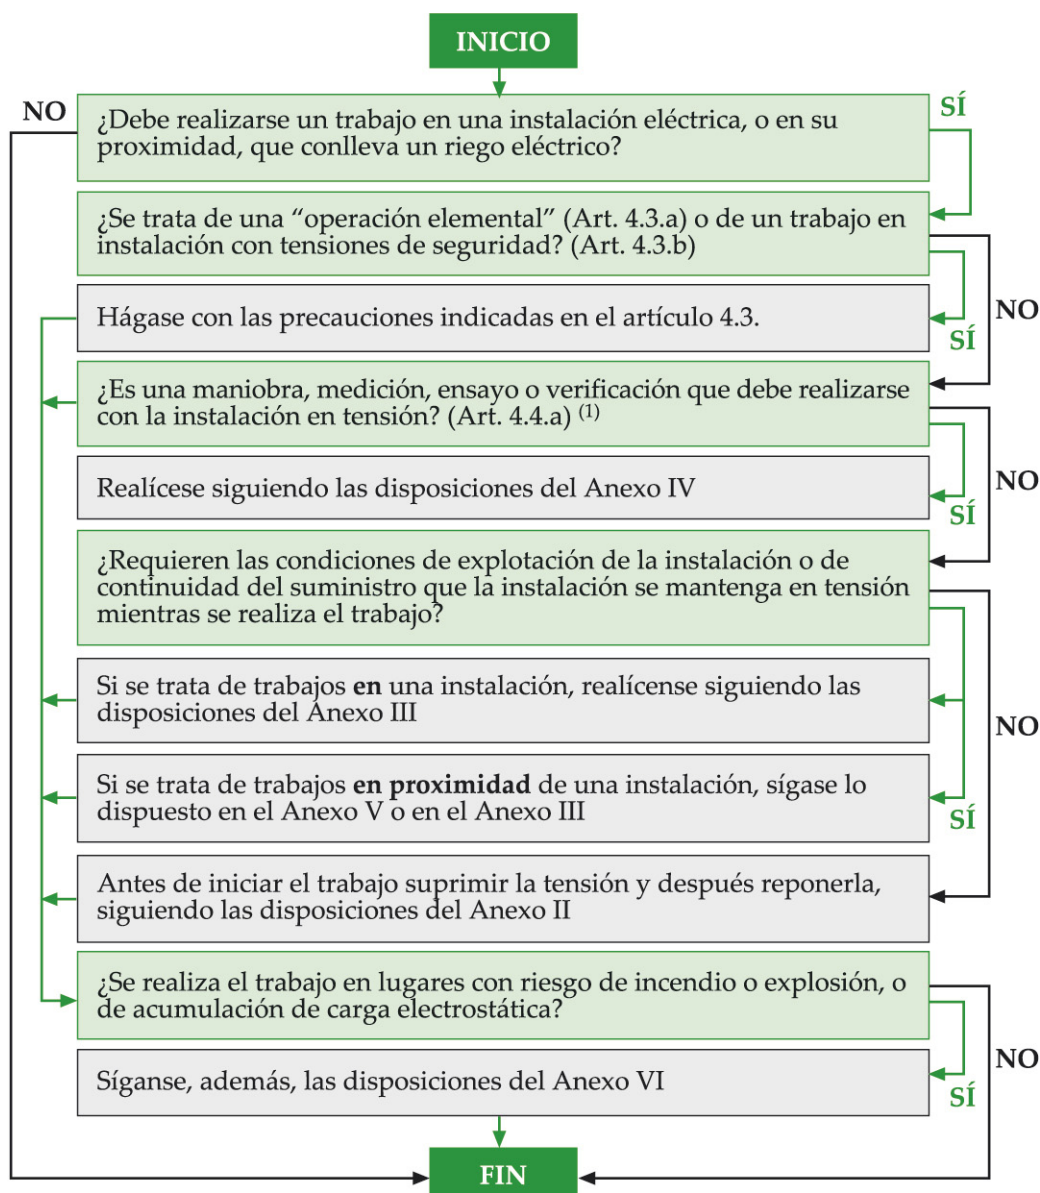 INICIO
NO
SÍ
¿Debe realizarse un trabajo en una instalación eléctrica, o en su
proximidad, que conlleva un riego eléctrico?
¿Se trata de una “operación elemental” (Art. 4.3.a) o de un trabajo en
instalación con tensiones de seguridad? (Art. 4.3.b)
NO
Hágase con las precauciones indicadas en el artículo 4.3.
SÍ
¿Es una maniobra, medición, ensayo o verificación que debe realizarse
con la instalación en tensión? (Art. 4.4.a) (1)
NO
Realícese siguiendo las disposiciones del Anexo IV
SÍ
¿Requieren las condiciones de explotación de la instalación o de
continuidad del suministro que la instalación se mantenga en tensión
mientras se realiza el trabajo?
Si se trata de trabajos en una instalación, realícense siguiendo las
disposiciones del Anexo III
NO
Si se trata de trabajos en proximidad de una instalación, sígase lo
dispuesto en el Anexo V o en el Anexo III
SÍ
Antes de iniciar el trabajo suprimir la tensión y después reponerla,
siguiendo las disposiciones del Anexo II
¿Se realiza el trabajo en lugares con riesgo de incendio o explosión, o
de acumulación de carga electrostática?
NO
Síganse, además, las disposiciones del Anexo VI
SÍ
FIN